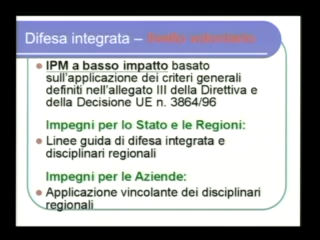 Difesa integrata – livello volontario
IPM a basso impatto basato
sull'applicazione dei criteri generali
definiti nell'allegato III della Direttiva e
della Decisione UE n. 3864/96
Impegni per lo Stato e le Regioni:
Linee guida di difesa integrata e
disciplinari regionali
Impegni per le Aziende:
Applicazione vincolante dei disciplinari
regionali